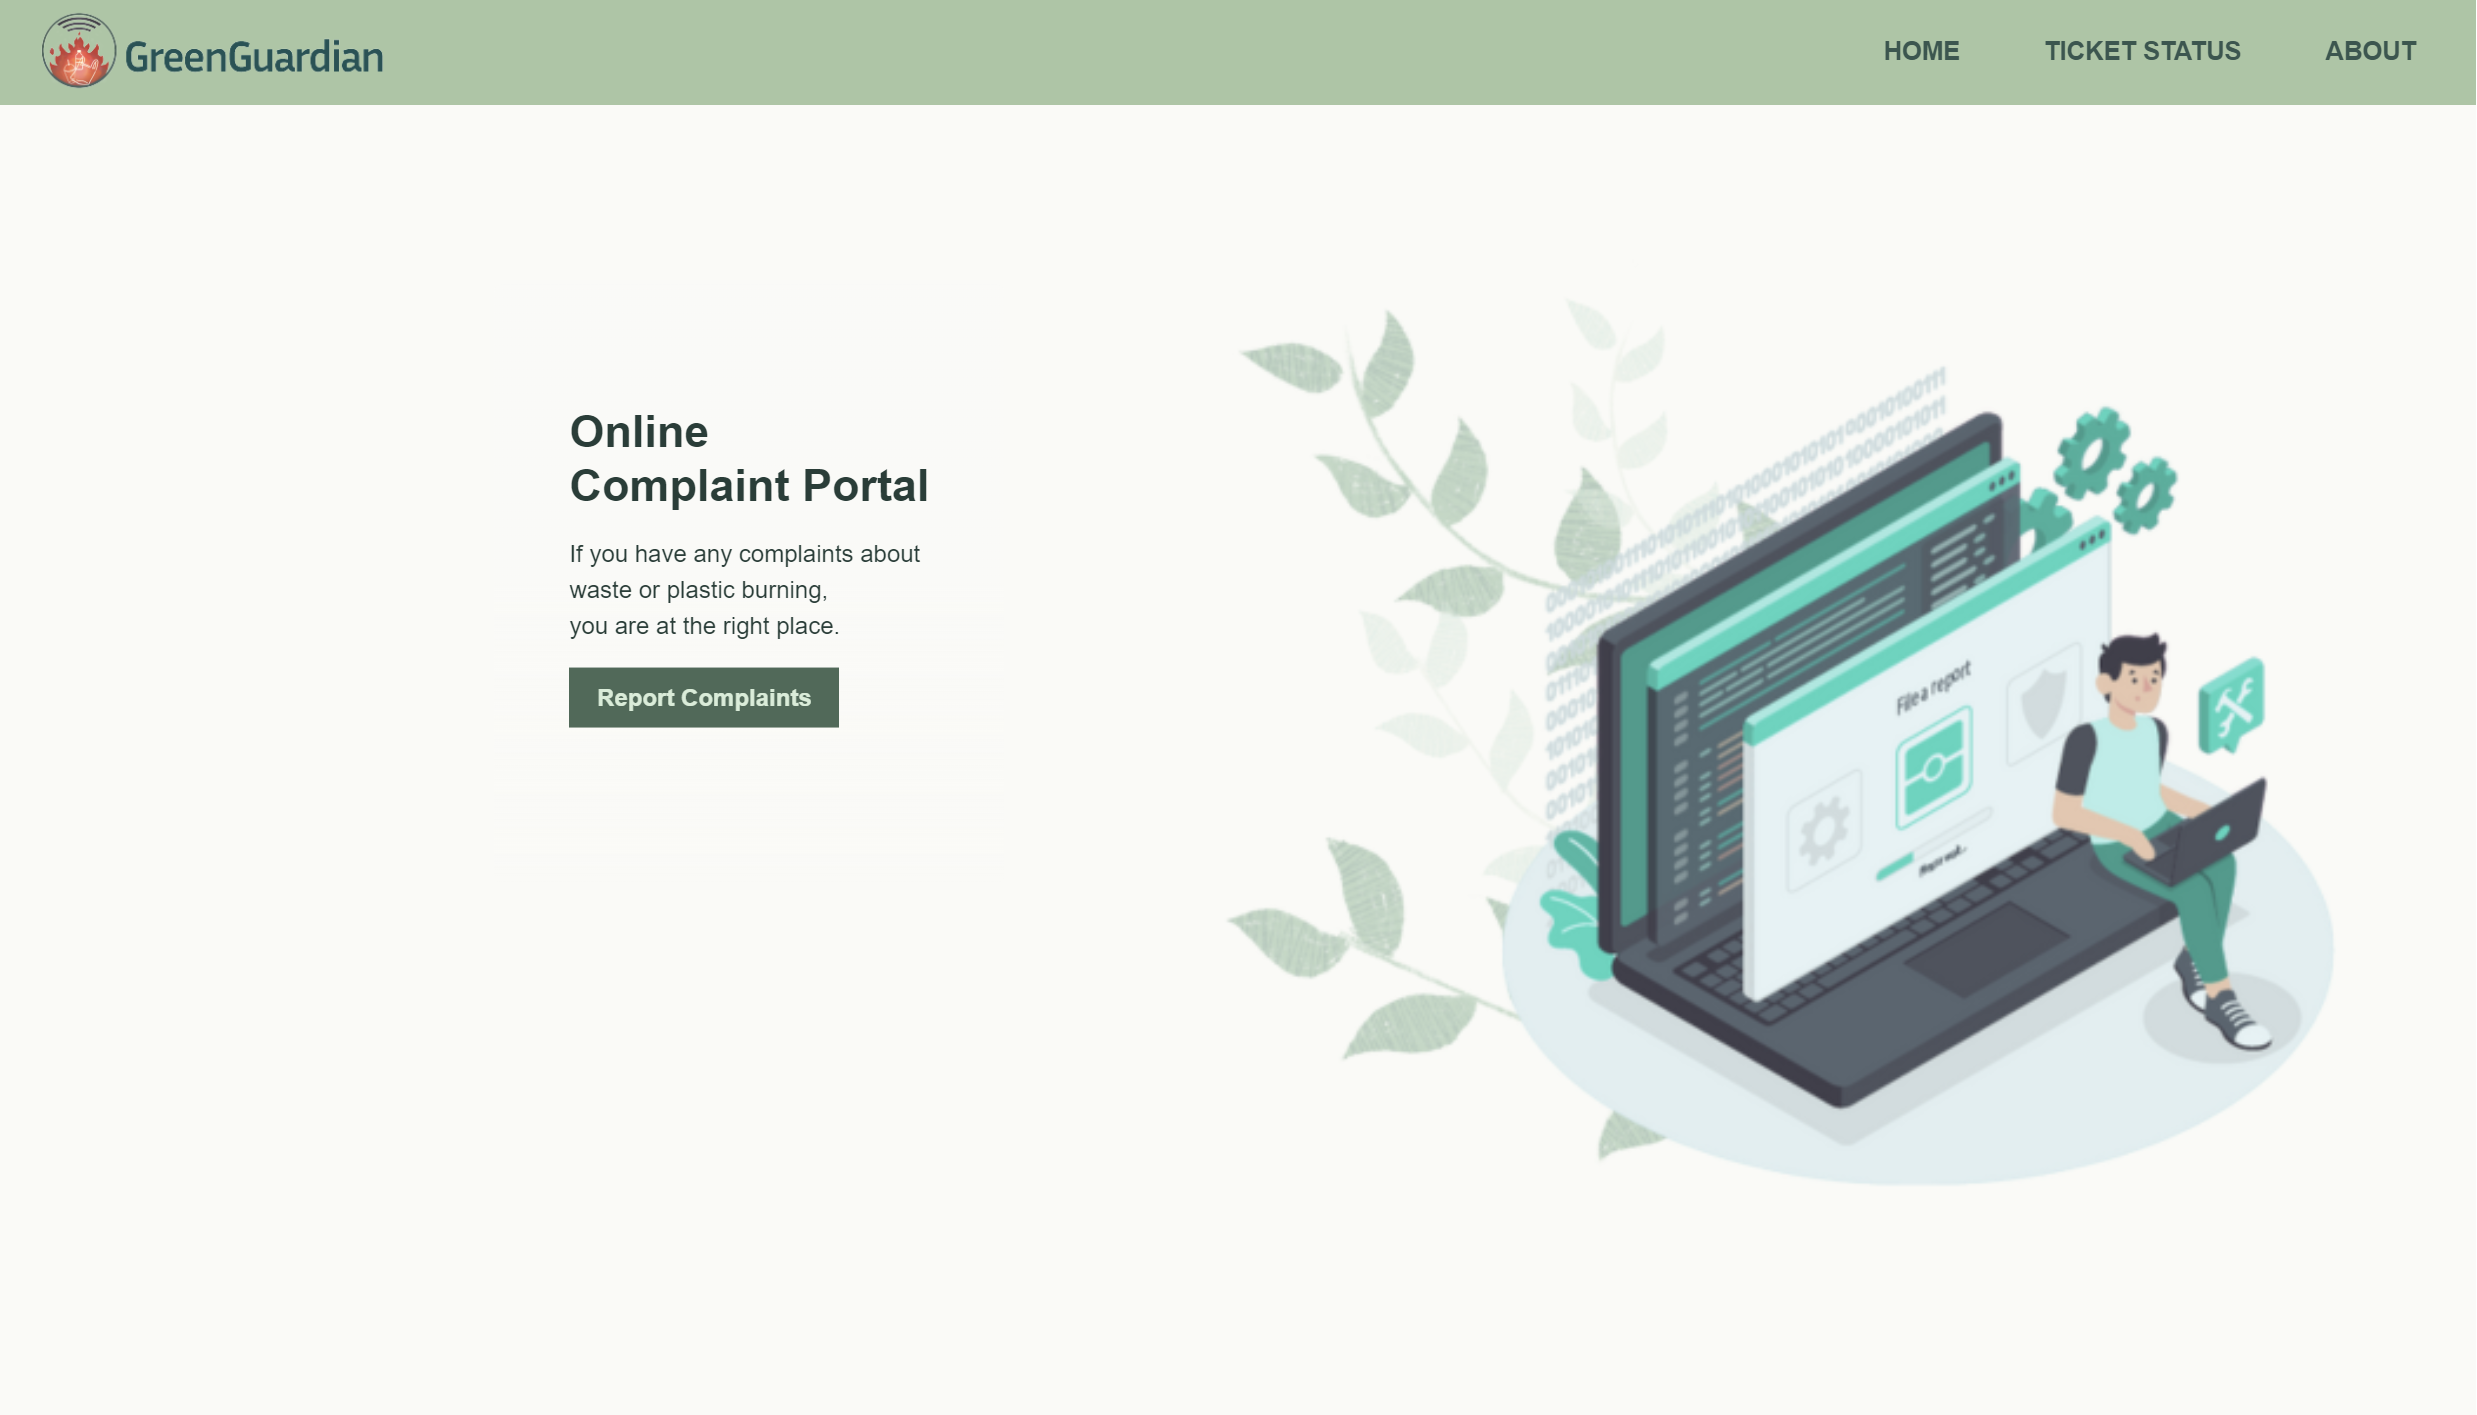 GreenGuardian
HOME
TICKET STATUS
ABOUT
Online
Complaint Portal
If you have any complaints about
waste or plastic burning,
you are at the right place.
Report Complaints
File a report